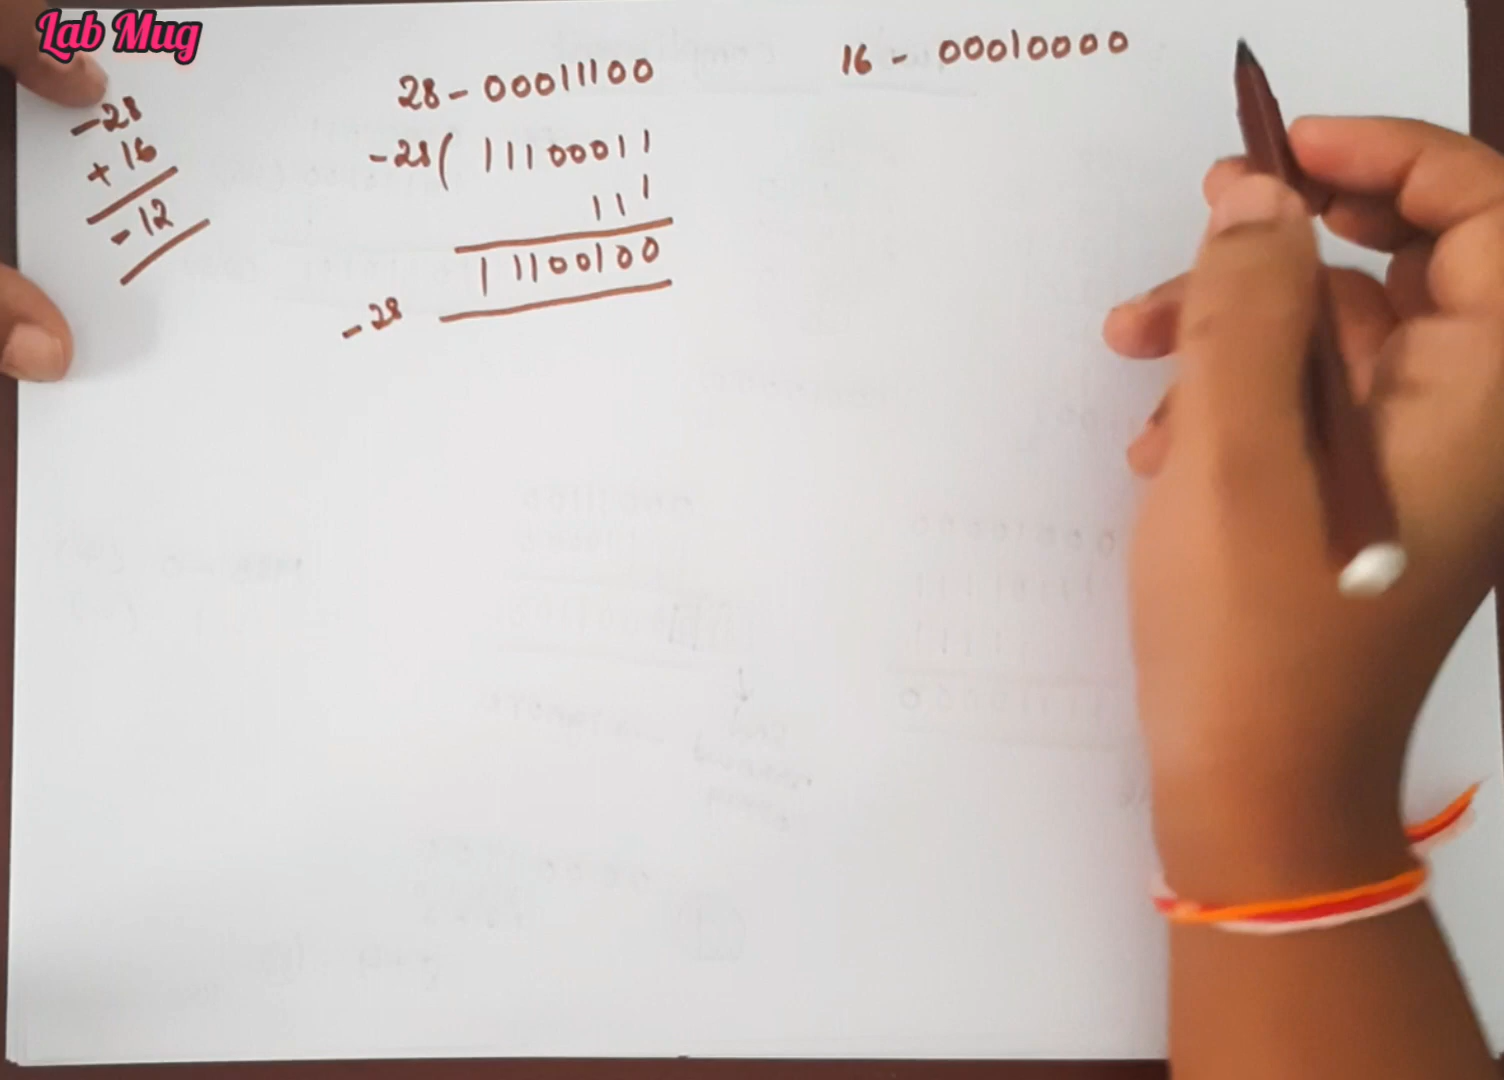 Lab Mug
-28
+ 16
- 12
28 - 00011100
-28( 11100011
111
11100100
- 28
16 - 00010000